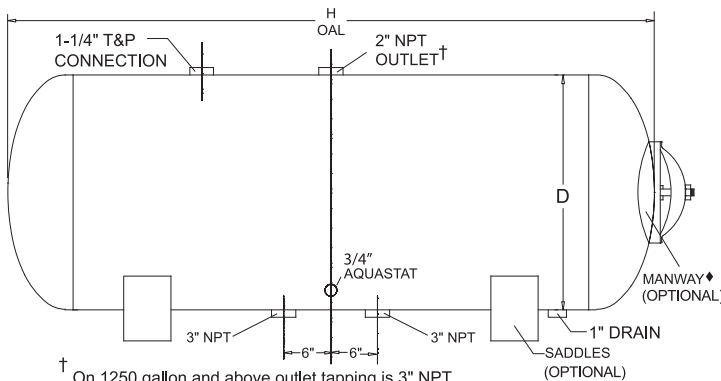 H
OAL
1-1/4" T&P
CONNECTION
2" NPT
OUTLET†
D
3/4"
AQUASTAT
MANWAY♦
(OPTIONAL)
3" NPT
6"
6"
3" NPT
1" DRAIN
SADDLES
(OPTIONAL)
† On 1250 gallon and above outlet tapping is 3" NPT